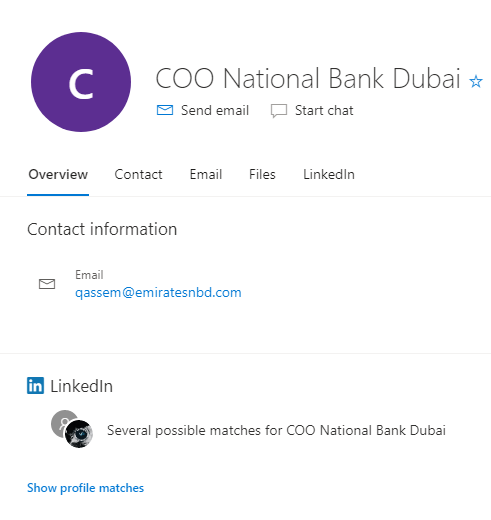 C
COO National Bank Dubai
Send email
Start chat
Overview
Contact
Email
Files
LinkedIn
Contact information
Email
qassem@emiratesnbd.com
in LinkedIn
Several possible matches for COO National Bank Dubai
Show profile matches